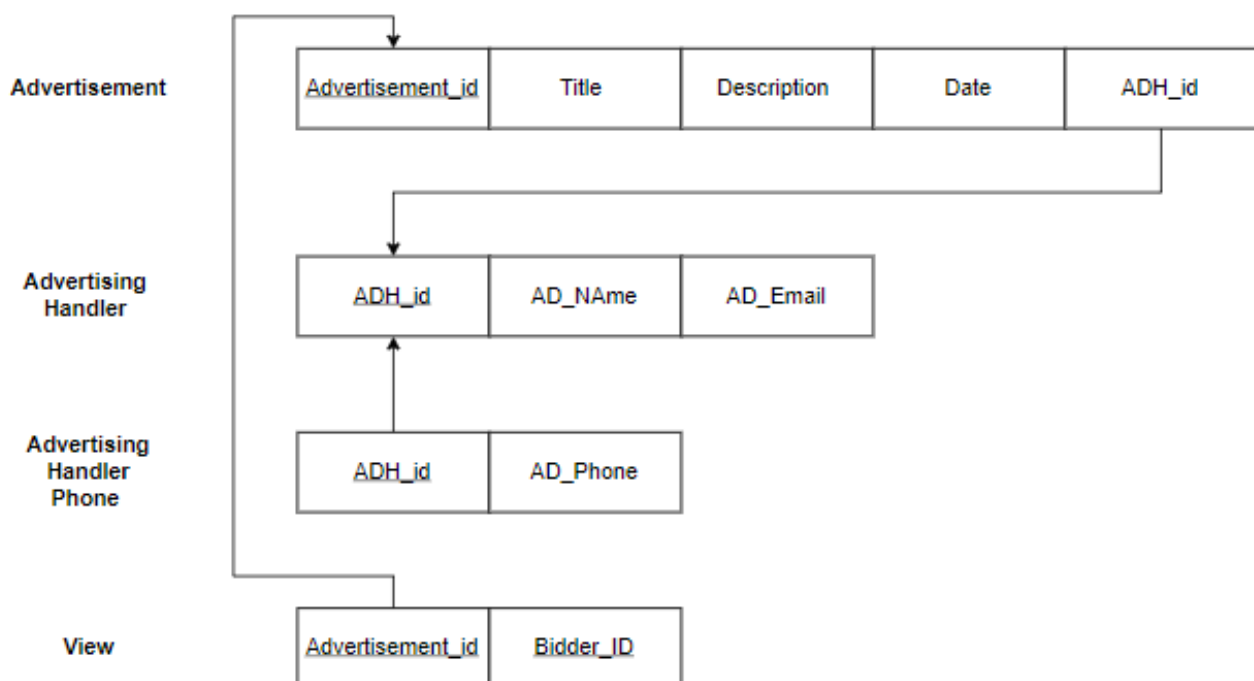 Advertisement
Advertisement_id
Title
Description
Date
ADH_id
Advertising
Handler
ADH_id
AD_NAme
AD_Email
Advertising
Handler
Phone
ADH_id
AD_Phone
View
Advertisement_id
Bidder_ID